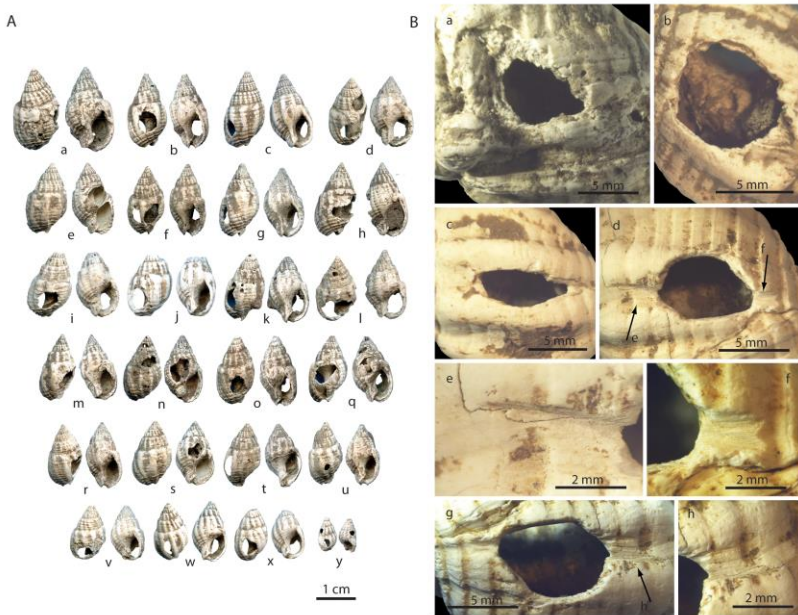 A
a b c d
e f g h
i j k l
m n o q
r s t u
v w x y
1 cm
B
a b
5 mm 5 mm
c d f
e
5 mm 5 mm
e f
2 mm 2 mm
g h
h
5 mm 2 mm